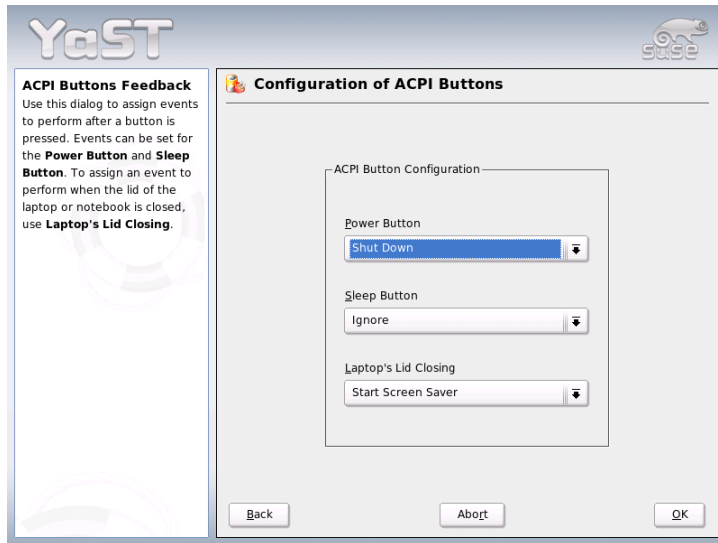 YaST
SUSE
ACPI Buttons Feedback
Use this dialog to assign events
to perform after a button is
pressed. Events can be set for
the Power Button and Sleep
Button. To assign an event to
perform when the lid of the
laptop or notebook is closed,
use Laptop's Lid Closing.
Configuration of ACPI Buttons
ACPI Button Configuration
Power Button
Shut Down
Sleep Button
Ignore
Laptop's Lid Closing
Start Screen Saver
Back
Abort
OK